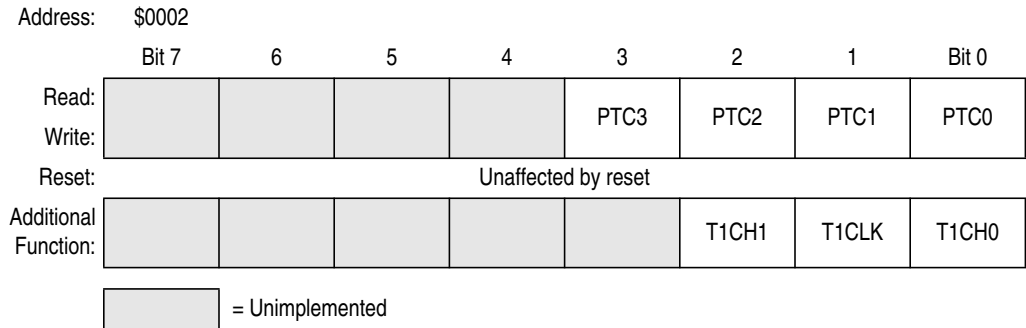 Address: $0002
Bit 7 6 5 4 3 2 1 Bit 0
Read:
PTC3 PTC2 PTC1 PTC0
Write:
Reset: Unaffected by reset
Additional
Function: T1CH1 T1CLK T1CH0
= Unimplemented